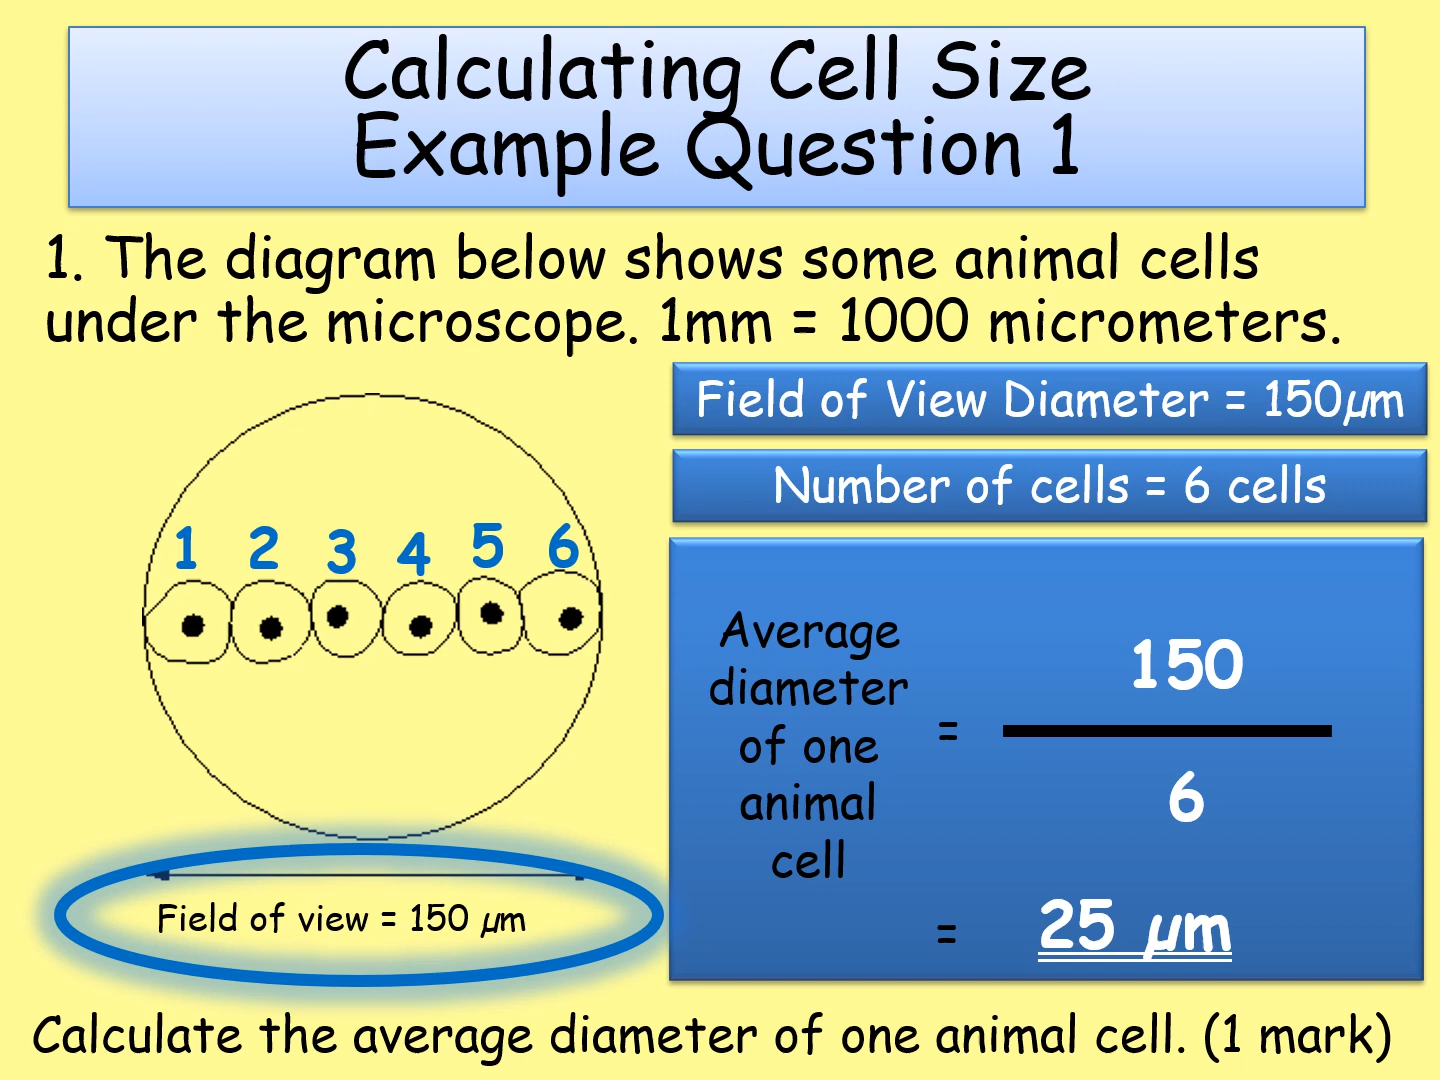 Calculating Cell Size
Example Question 1
1. The diagram below shows some animal cells
under the microscope. 1mm = 1000 micrometers.
Field of View Diameter = 150µm
Number of cells = 6 cells
1 2 3 4 5 6
Average
diameter
of one
animal
cell
=
150
6
= 25 µm
Field of view = 150 µm
Calculate the average diameter of one animal cell. (1 mark)